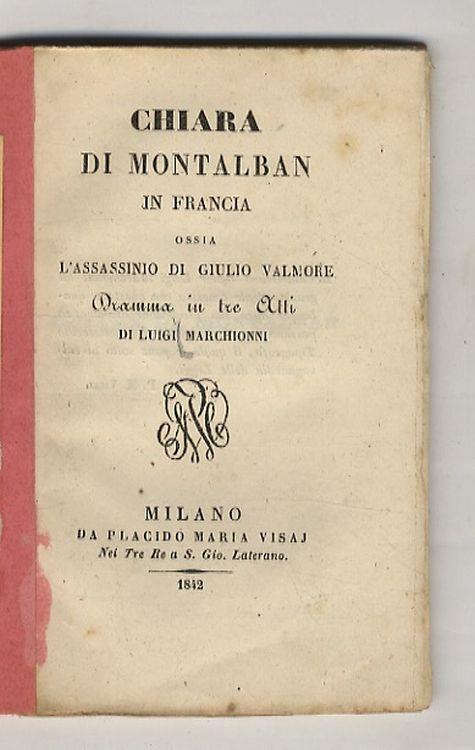 CHIARA
DI MONTALBAN
IN FRANCIA
OSSIA
L'ASSASSINIO DI GIULIO VALMORE
Dramma in tre Atti
DI LUIGI MARCHIONNI
MILANO
DA PLACIDO MARIA VISAJ
Nei Tre Re a S. Gio. Laterano.
1842